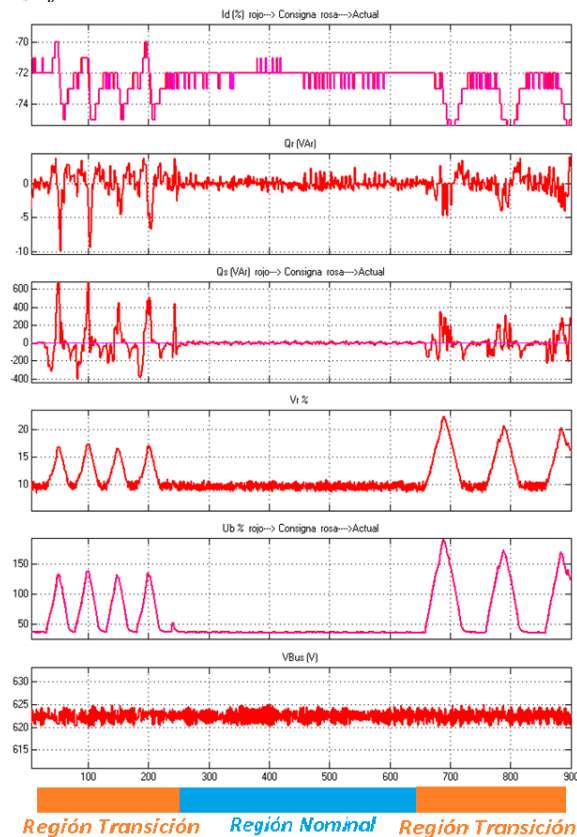 Id (%) rojo---> Consigna rosa---->Actual
-70
-72
-74
Qr (VAr)
0
-5
-10
Qs (VAr) rojo---> Consigna rosa---->Actual
600
400
200
0
-200
-400
Vr %
20
15
10
Ub % rojo---> Consigna rosa---->Actual
150
100
50
VBus (V)
630
625
620
615
100 200 300 400 500 600 700 800 900
Región Transición Región Nominal Región Transición